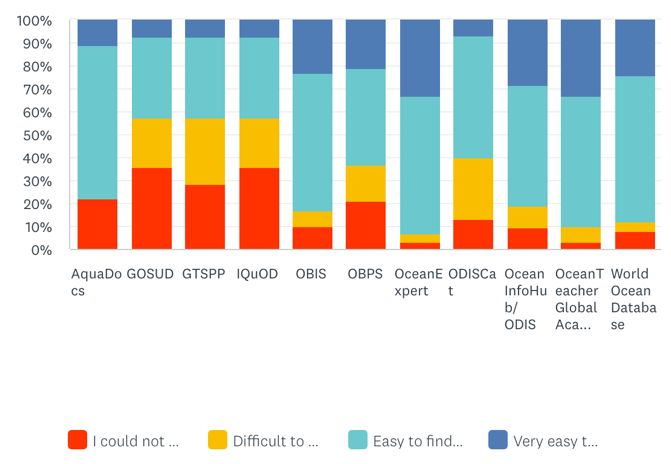 100%
90%
80%
70%
60%
50%
40%
30%
20%
10%
0%
AquaDo
cs
GOSUD
GTSPP
IQuOD
OBIS
OBPS
OceanE
xpert
ODISCa
t
Ocean
InfoHu
b/
ODIS
OceanT
eacher
Global
Aca...
World
Ocean
Databa
se
I could not ...
Difficult to ...
Easy to find...
Very easy t...